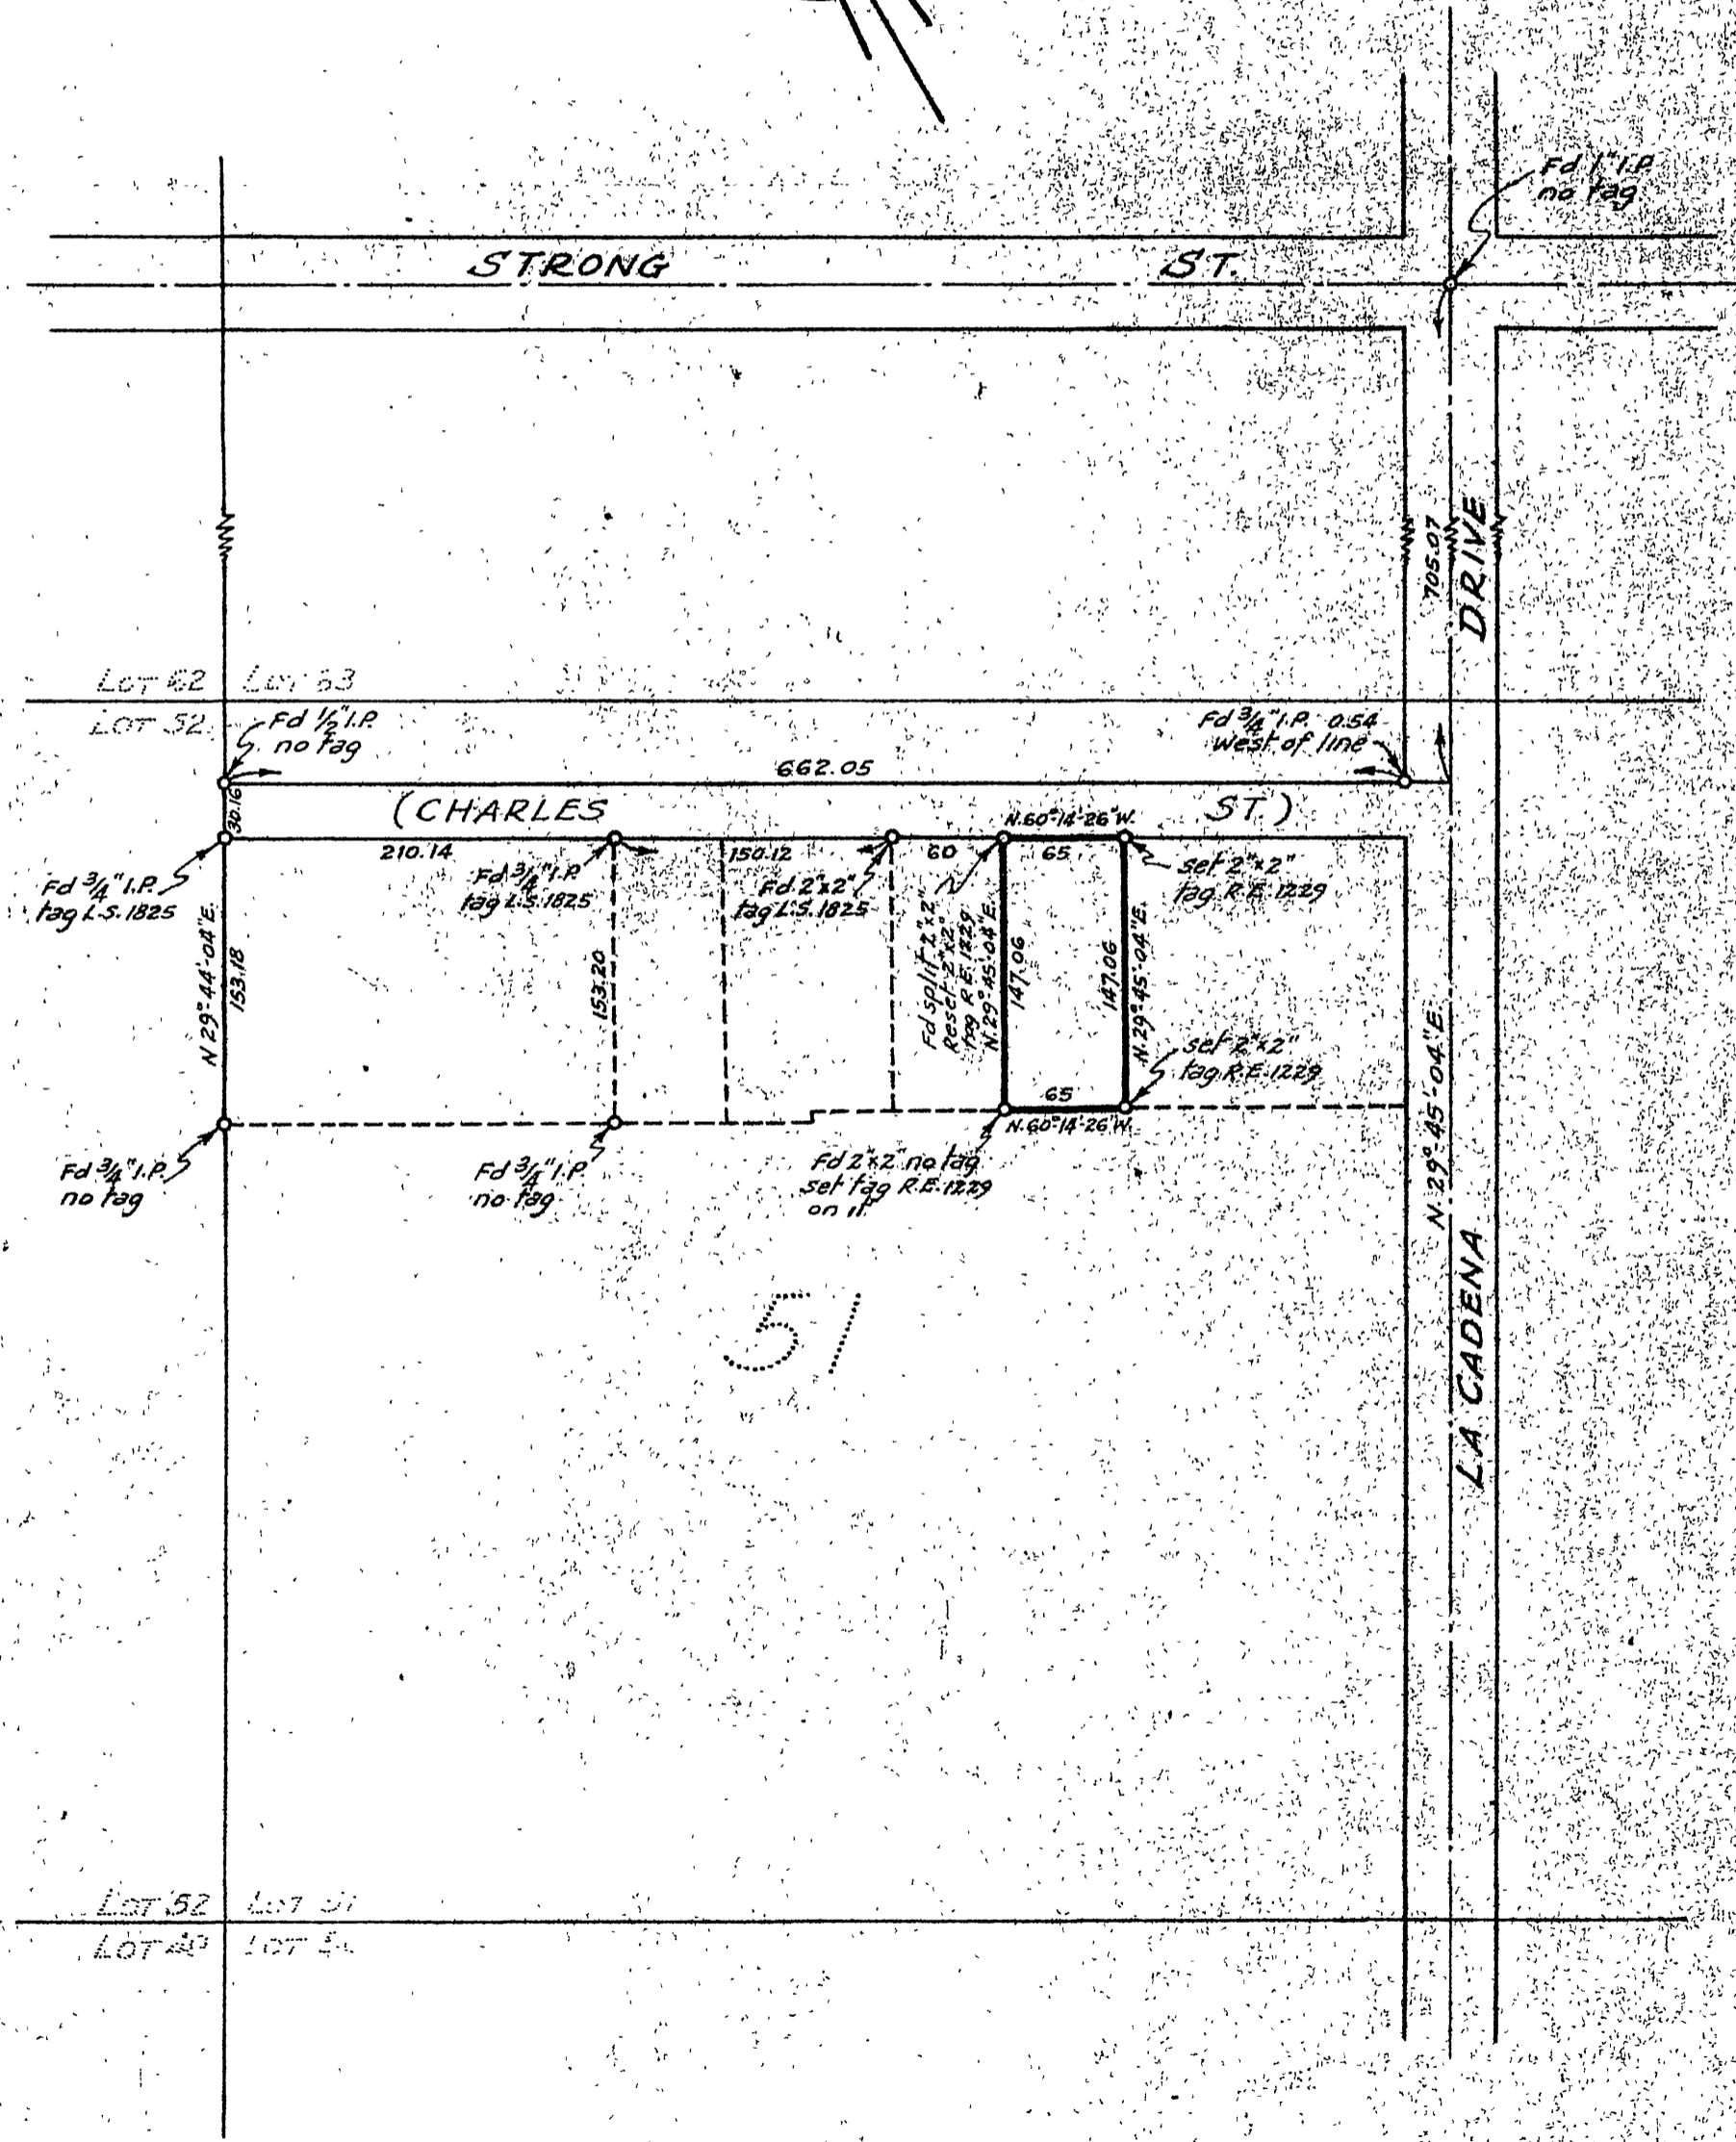 Fd 1" I.P.
no tag
STRONG ST.
705.07
DRIVE
LOT 62
LOT 52
Fd 1/2" I.P.
no tag
Fd 3/4" I.P. 0.54
west of line
662.05
30.16
(CHARLES ST.)
N.60°-14'-26"W.
210.14
150.12
60
65
Fd 3/4" I.P.
tag L.S. 1825
Fd 3/4" I.P.
tag L.S. 1825
Fd 2"x2"
tag L.S. 1825
set 2"x2"
tag R.E. 1229
N 29°-44'-04"E.
153.18
153.20
Fd split 2"x2"
Reset 2"x2"
tag R.E. 1229
N.29°-45'-04"E.
147.06
147.06
N.29°-45'-04"E.
set 2"x2"
tag R.E. 1229
65
N.60°-14'-26"W.
N.29°-45'-04"E.
Fd 3/4" I.P.
no tag
Fd 3/4" I.P.
no tag
Fd 2"x2" no tag
set tag R.E. 1229
on it
51
LA CADENA
LOT 52